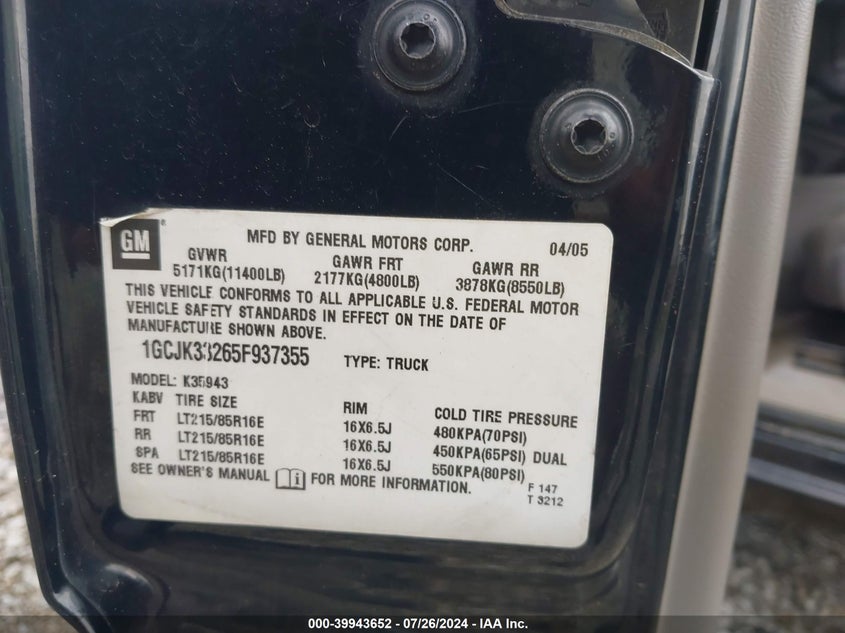 GM
MFD BY GENERAL MOTORS CORP. 04/05
GVWR GAWR FRT GAWR RR
5171KG(11400LB) 2177KG(4800LB) 3878KG(8550LB)
THIS VEHICLE CONFORMS TO ALL APPLICABLE U.S. FEDERAL MOTOR
VEHICLE SAFETY STANDARDS IN EFFECT ON THE DATE OF
MANUFACTURE SHOWN ABOVE.
1GCJK33265F937355 TYPE: TRUCK
MODEL: K35943
KABV TIRE SIZE RIM COLD TIRE PRESSURE
FRT LT215/85R16E 16X6.5J 480KPA(70PSI)
RR LT215/85R16E 16X6.5J 450KPA(65PSI) DUAL
SPA LT215/85R16E 16X6.5J 550KPA(80PSI)
SEE OWNER'S MANUAL FOR MORE INFORMATION.
F 147
T 3212
000-39943652 / 07/26/2024 - IAA Inc.